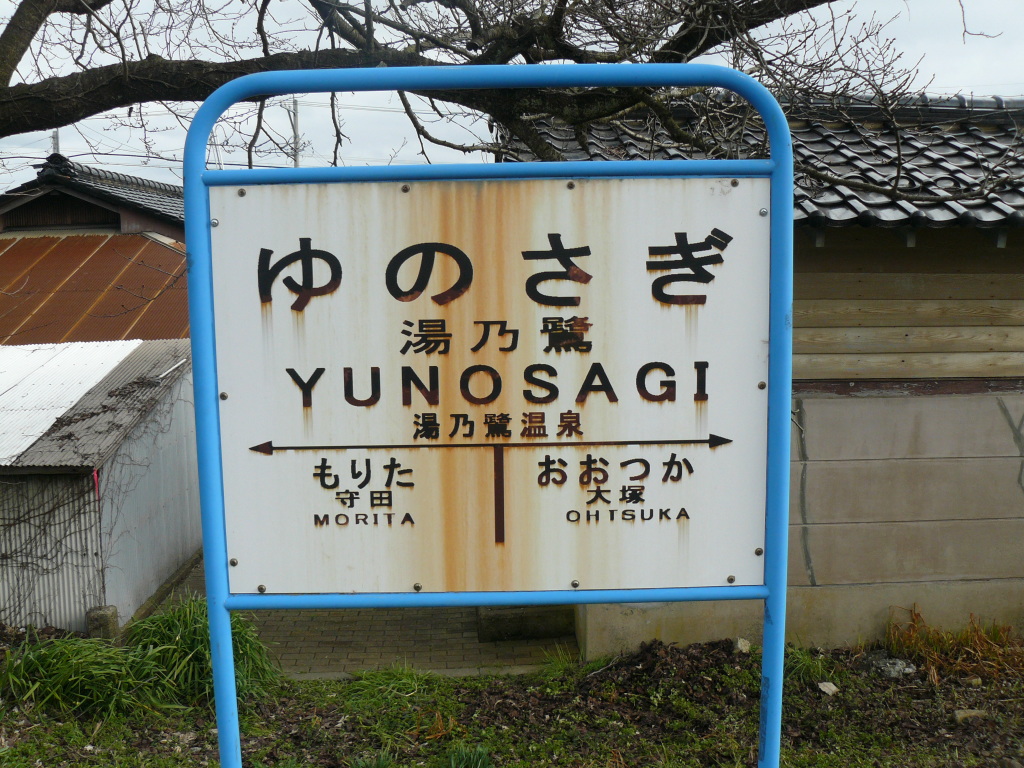 ゆのさぎ
湯乃鷺
YUNOSAGI
湯乃鷺温泉
もりた おおつか
守田 大塚
MORITA OHTSUKA